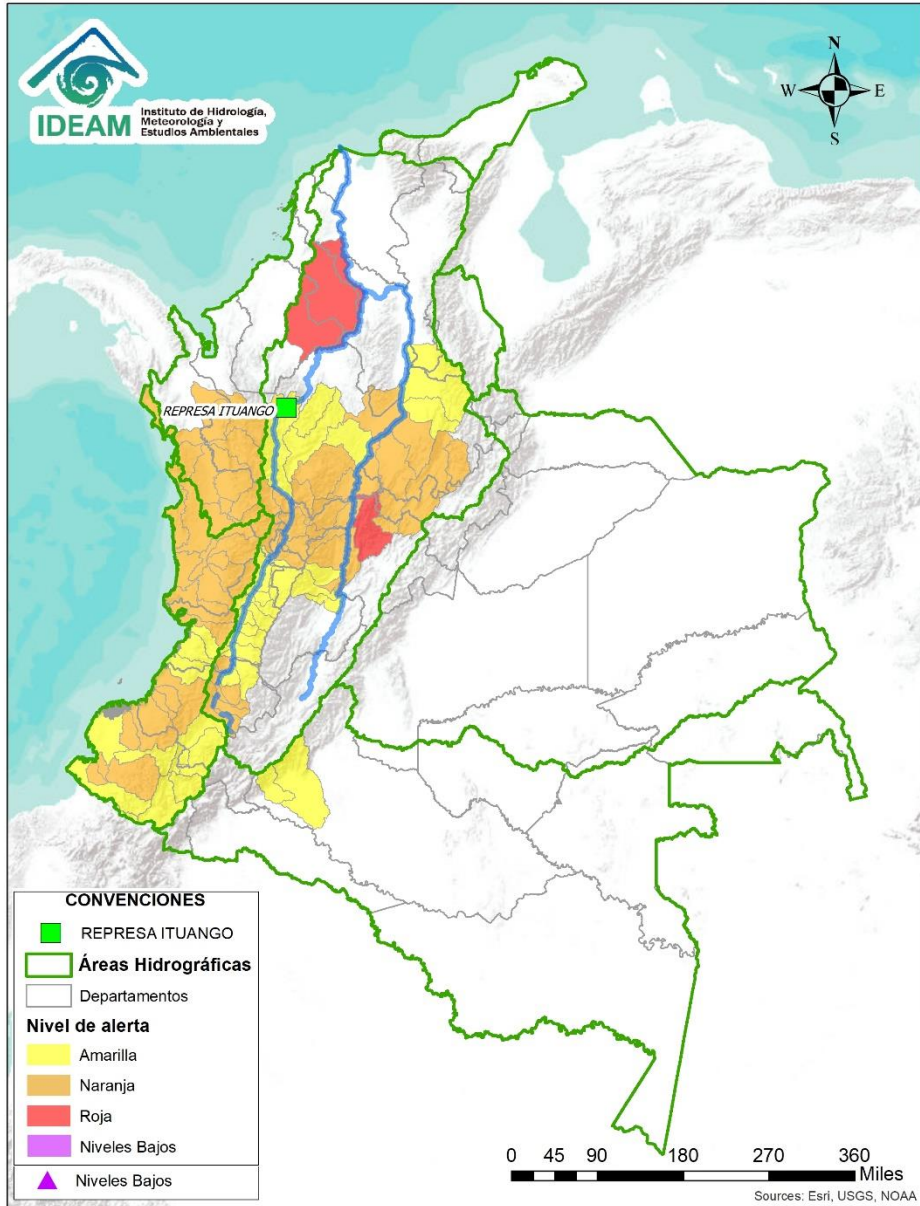 IDEAM
Instituto de Hidrología,
Meteorología y
Estudios Ambientales
N
W
E
S
REPRESA ITUANGO
CONVENCIONES
REPRESA ITUANGO
Áreas Hidrográficas
Departamentos
Nivel de alerta
Amarilla
Naranja
Roja
Niveles Bajos
Niveles Bajos
0 45 90 180 270 360
Miles
Sources: Esri, USGS, NOAA